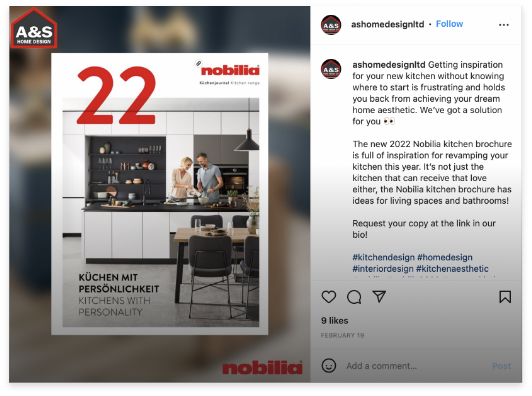 A&S
HOME DESIGN
22
nobilia
Küchenjournal Kitchen range
KÜCHEN MIT
PERSÖNLICHKEIT
KITCHENS WITH
PERSONALITY
nobilia
ashomedesignltd • Follow
ashomedesignltd Getting inspiration
for your new kitchen without knowing
where to start is frustrating and holds
you back from achieving your dream
home aesthetic. We've got a solution
for you 👀
The new 2022 Nobilia kitchen brochure
is full of inspiration for revamping your
kitchen this year. It's not just the
kitchen that can receive that love
either, the Nobilia kitchen brochure has
ideas for living spaces and bathrooms!
Request your copy at the link in our
bio!
#kitchendesign #homedesign
#interiordesign #kitchenaesthetic
9 likes
FEBRUARY 19
Add a comment...
Post